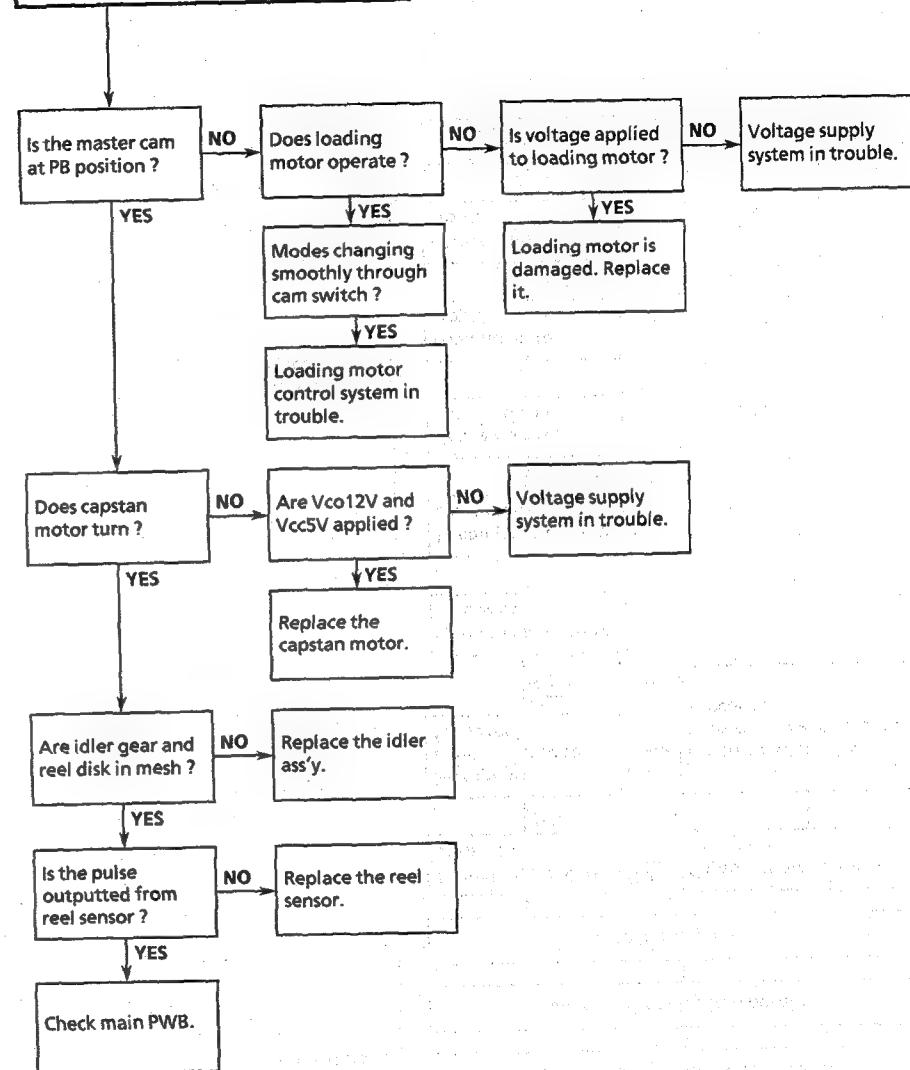 Is the master cam
at PB position ?
NO
Does loading
motor operate ?
NO
Is voltage applied
to loading motor ?
NO
Voltage supply
system in trouble.
YES
YES
YES
Modes changing
smoothly through
cam switch ?
Loading motor is
damaged. Replace
it.
YES
Loading motor
control system in
trouble.
Does capstan
motor turn ?
NO
Are Vco12V and
Vcc5V applied ?
NO
Voltage supply
system in trouble.
YES
YES
Replace the
capstan motor.
Are idler gear and
reel disk in mesh ?
NO
Replace the idler
ass'y.
YES
Is the pulse
outputted from
reel sensor ?
NO
Replace the reel
sensor.
YES
Check main PWB.